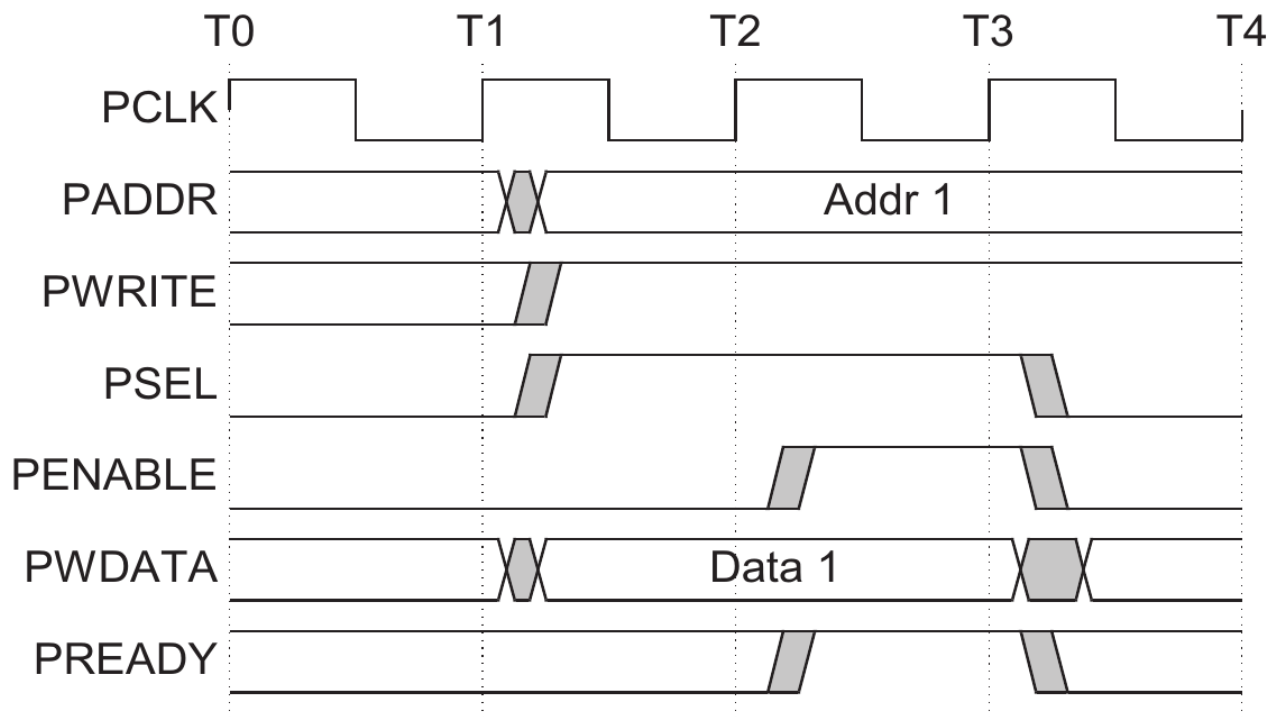 T0 T1 T2 T3 T4
PCLK
PADDR Addr 1
PWRITE
PSEL
PENABLE
PWDATA Data 1
PREADY